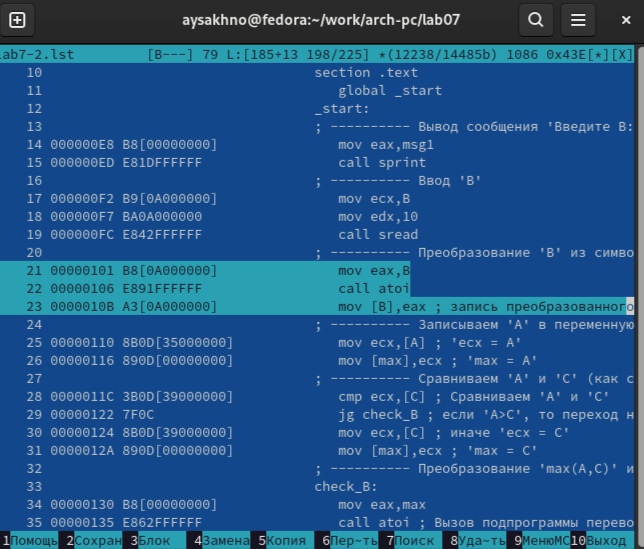 aysakhno@fedora:~/work/arch-pc/lab07
ab7-2.lst [B---] 79 L:[185+13 198/225] *(12238/14485b) 1086 0x43E[*][X]
10 section .text
11 global _start
12 _start:
13 ; ---------- Вывод сообщения 'Введите B:
14 000000E8 B8[00000000] mov eax,msg1
15 000000ED E81DFFFFFF call sprint
16 ; ---------- Ввод 'B'
17 000000F2 B9[0A000000] mov ecx,B
18 000000F7 BA0A000000 mov edx,10
19 000000FC E842FFFFFF call sread
20 ; ---------- Преобразование 'B' из симво
21 00000101 B8[0A000000] mov eax,B
22 00000106 E891FFFFFF call atoi
23 0000010B A3[0A000000] mov [B],eax ; запись преобразованного
24 ; ---------- Записываем 'A' в переменную
25 00000110 8B0D[35000000] mov ecx,[A] ; 'ecx = A'
26 00000116 890D[00000000] mov [max],ecx ; 'max = A'
27 ; ---------- Сравниваем 'A' и 'C' (как с
28 0000011C 3B0D[39000000] cmp ecx,[C] ; Сравниваем 'A' и 'C'
29 00000122 7F0C jg check_B ; если 'A>C', то переход н
30 00000124 8B0D[39000000] mov ecx,[C] ; иначе 'ecx = C'
31 0000012A 890D[00000000] mov [max],ecx ; 'max = C'
32 ; ---------- Преобразование 'max(A,C)' и
33 check_B:
34 00000130 B8[00000000] mov eax,max
35 00000135 E862FFFFFF call atoi ; Вызов подпрограммы перево
1Помощь 2Сохран 3Блок 4Замена 5Копия 6Пер~ть 7Поиск 8Уда~ть 9МенюMC 10Выход